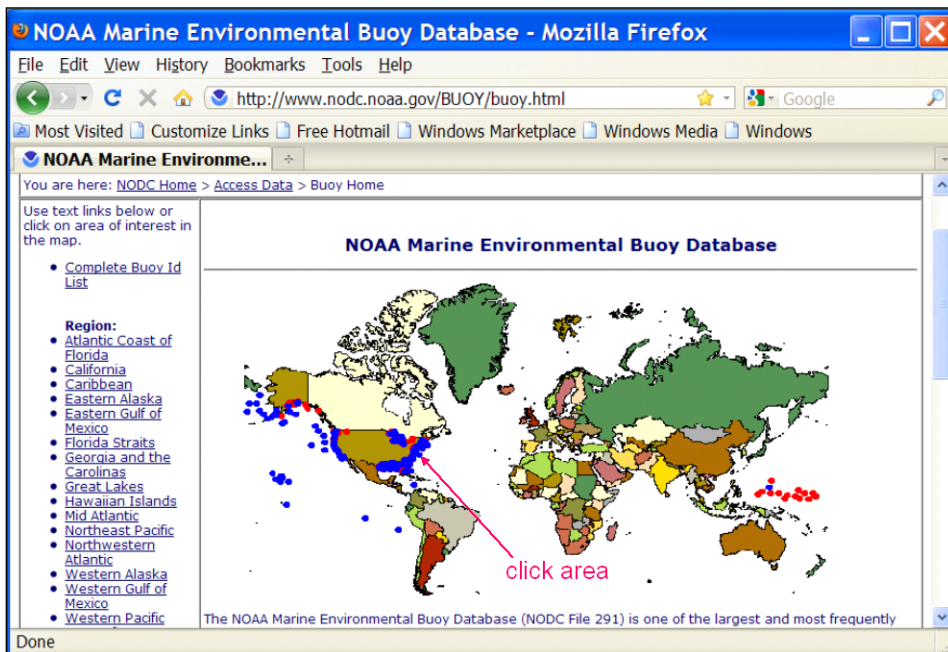 NOAA Marine Environmental Buoy Database - Mozilla Firefox
File Edit View History Bookmarks Tools Help
http://www.nodc.noaa.gov/BUOY/buoy.html
Google
Most Visited Customize Links Free Hotmail Windows Marketplace Windows Media Windows
NOAA Marine Environme...
You are here: NODC Home > Access Data > Buoy Home
Use text links below or
click on area of interest in
the map.
Complete Buoy Id
List
Region:
Atlantic Coast of
Florida
California
Caribbean
Eastern Alaska
Eastern Gulf of
Mexico
Florida Straits
Georgia and the
Carolinas
Great Lakes
Hawaiian Islands
Mid Atlantic
Northeast Pacific
Northwestern
Atlantic
Western Alaska
Western Gulf of
Mexico
Western Pacific
NOAA Marine Environmental Buoy Database
click area
The NOAA Marine Environmental Buoy Database (NODC File 291) is one of the largest and most frequently
Done